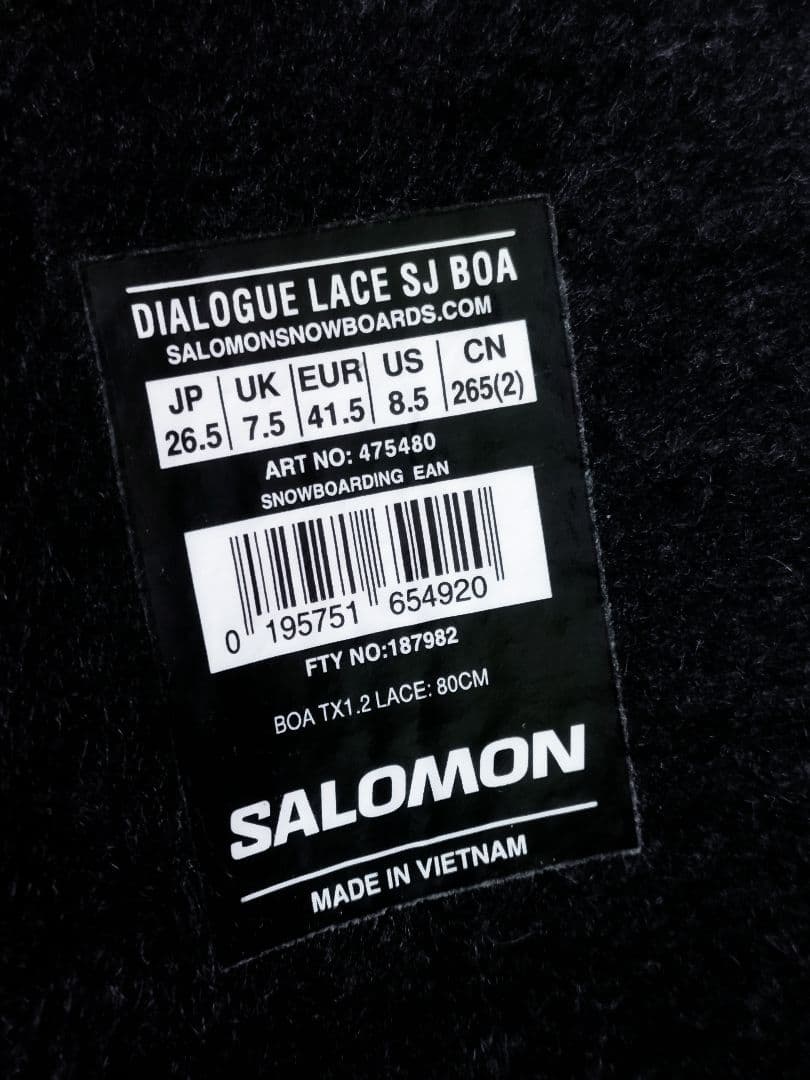 DIALOGUE LACE SJ BOA
SALOMONSNOWBOARDS.COM
JP UK EUR US CN
26.5 7.5 41.5 8.5 265(2)
ART NO: 475480
SNOWBOARDING EAN
0 195751 654920
FTY NO:187982
BOA TX1.2 LACE: 80CM
SALOMON
MADE IN VIETNAM